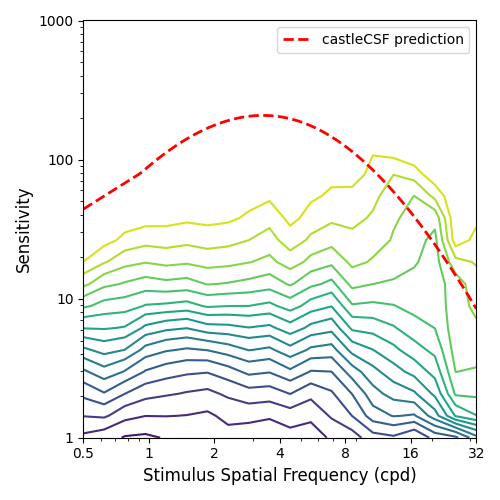 1000
castleCSF prediction
100
Sensitivity
10
1
0.5 1 2 4 8 16 32
Stimulus Spatial Frequency (cpd)